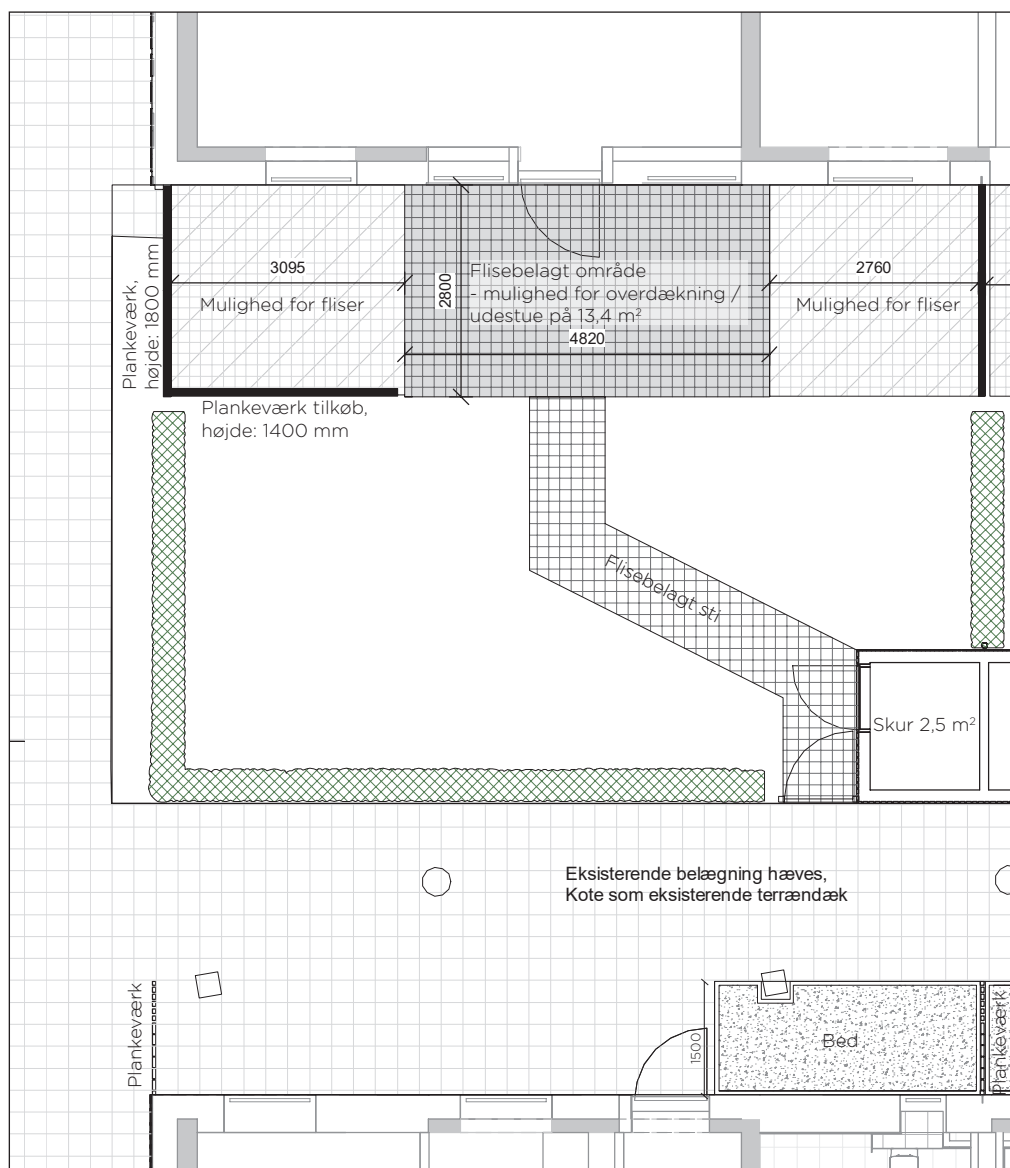 3095
Mulighed for fliser
2800
Flisebelagt område
- mulighed for overdækning /
udestue på 13,4 m²
4820
2760
Mulighed for fliser
Plankeværk,
højde: 1800 mm
Plankeværk tilkøb,
højde: 1400 mm
Flisebelagt sti
Skur 2,5 m²
Eksisterende belægning hæves,
Kote som eksisterende terrændæk
Plankeværk
1500
Bed
Plankeværk